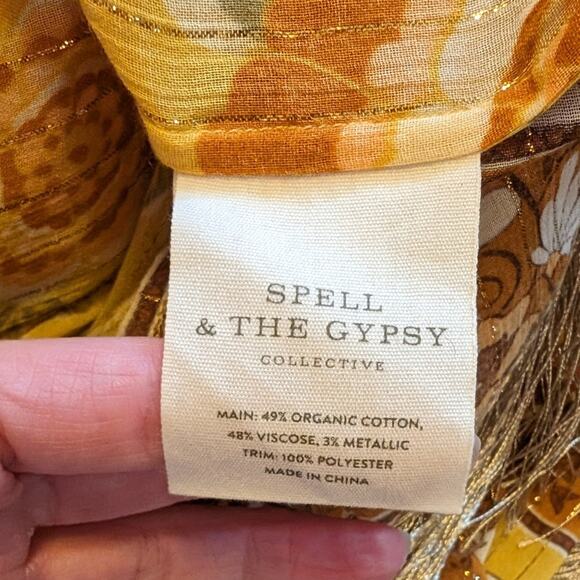 SPELL
& THE GYPSY
COLLECTIVE
MAIN: 49% ORGANIC COTTON,
48% VISCOSE, 3% METALLIC
TRIM: 100% POLYESTER
MADE IN CHINA